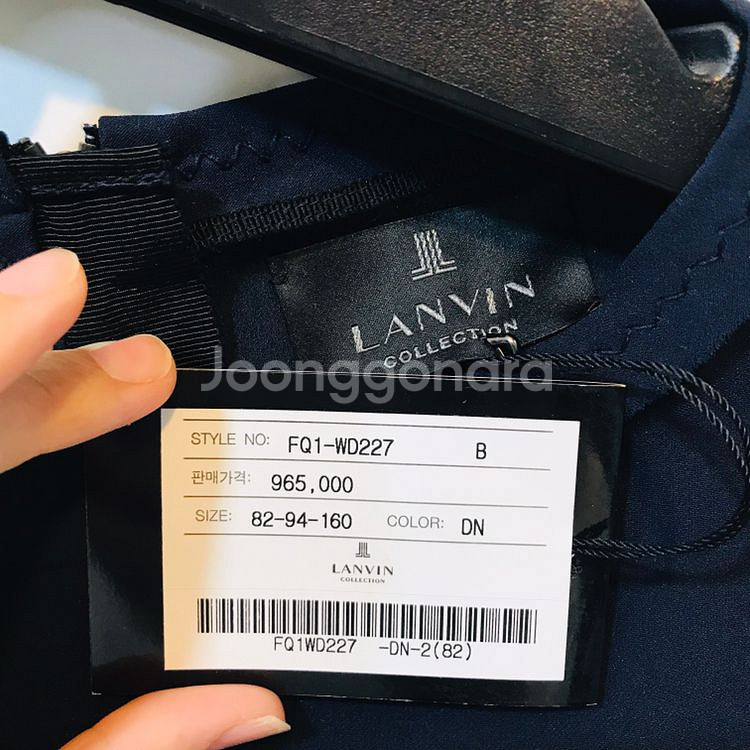 LANVIN
COLLECTION
Joonggonara
STYLE NO: FQ1-WD227 B
판매가격: 965,000
SIZE: 82-94-160 COLOR: DN
LANVIN
COLLECTION
FQ1WD227 -DN-2(82)